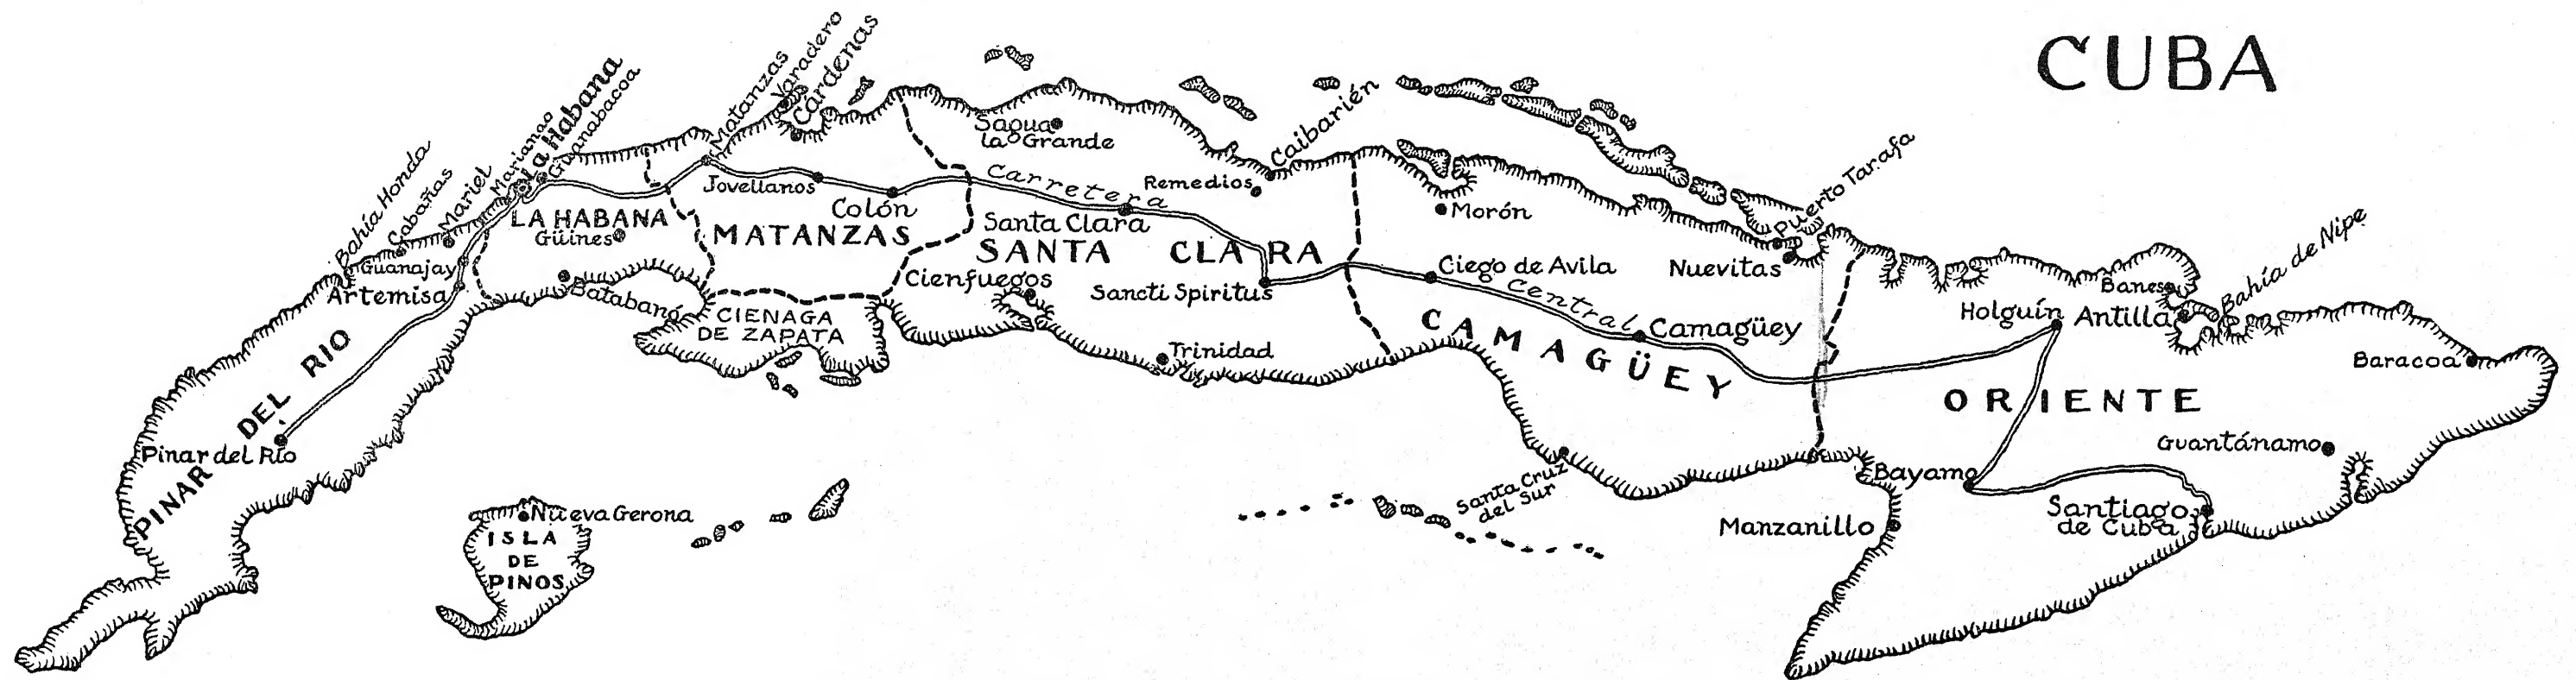 CUBA
Bahía Honda
Cabañas
Mariel
Marianao
La Habana
Guanabacoa
Matanzas
Varadero
Cárdenas
Sagua
la Grande
Caibarién
Remedios
Puerto Tarafa
Bahía de Nipe
Carretera
Central
Jovellanos
Colón
Santa Clara
Morón
LA HABANA
Güines
MATANZAS
SANTA CLARA
Guanajay
Artemisa
Batabanó
CIENAGA
DE ZAPATA
Cienfuegos
Sancti Spiritus
Ciego de Avila
Nuevitas
Banes
Holguín
Antilla
Trinidad
CAMAGÜEY
Camagüey
Baracoa
ORIENTE
PINAR DEL RIO
Pinar del Río
Guantánamo
Bayamo
Santa Cruz
del Sur
Manzanillo
Santiago
de Cuba
Nueva Gerona
ISLA
DE
PINOS